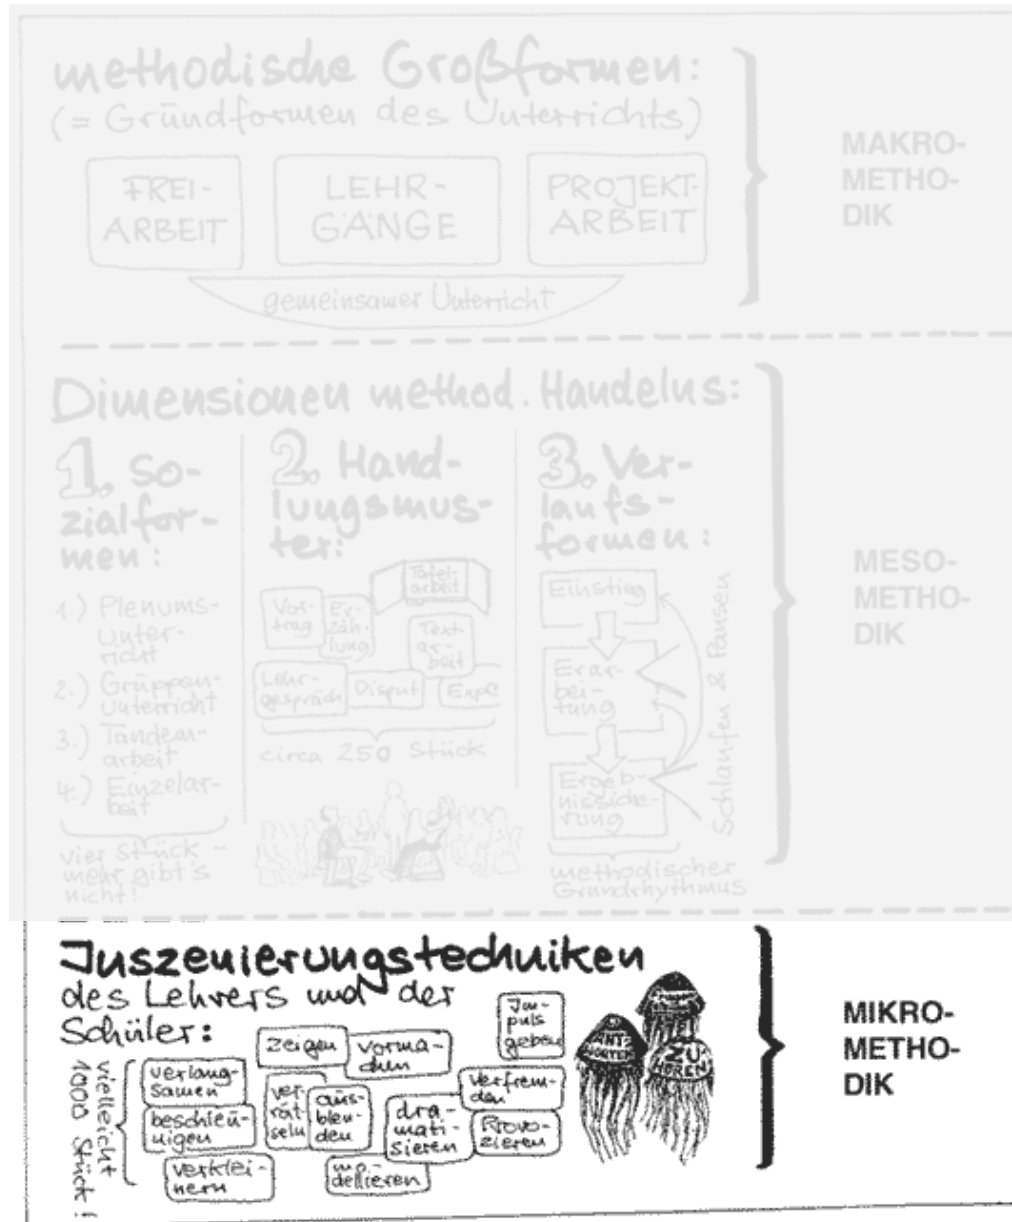 methodische Großformen:
(= Grundformen des Unterrichts)
FREI-
ARBEIT
LEHR-
GÄNGE
PROJEKT-
ARBEIT
gemeinsamer Unterricht
MAKRO-
METHO-
DIK
Dimensionen method. Handelns:
1. So-
zialfor-
men:
1.) Plenums-
unter-
richt
2.) Gruppen-
unterricht
3.) Tandem-
arbeit
4.) Einzelar-
beit
vier Stück -
mehr gibt's
nicht!
2. Hand-
lungsmus-
ter:
Vor-
trag
Er-
zäh-
lung
Tafel-
arbeit
Text-
ar-
beit
Lehr-
gespräch
Disput
Expe
circa 250 Stück
3. Ver-
laufs-
formen:
Einstieg
Erar-
bei-
tung
Ergeb-
nissiche-
rung
Schlaufen & Pausen
methodischer
Grundrhythmus
MESO-
METHO-
DIK
Inszenierungstechniken
des Lehrers und der
Schüler:
vielleicht
1000 Stück!
verlang-
samen
beschleu-
nigen
verklei-
nern
zeigen
vorma-
chen
ver-
rät-
seln
aus-
blen-
den
mo-
dellieren
dra-
mati-
sieren
verfrem-
den
Provo-
zieren
Im-
puls
geben
ANT-
WORTEN
ZU-
HÖREN
MIKRO-
METHO-
DIK